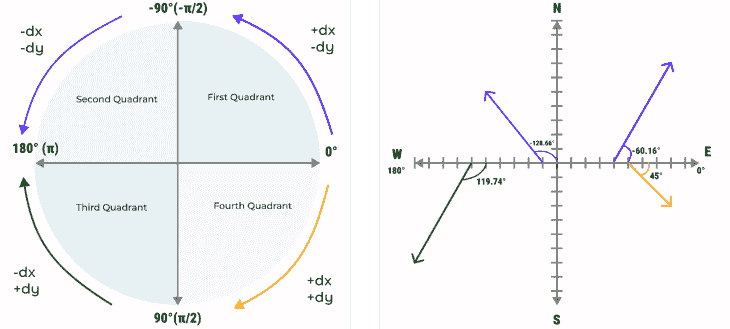 -90°(-π/2)
-dx
-dy
+dx
-dy
Second Quadrant
First Quadrant
180° (π)
0°
Third Quadrant
Fourth Quadrant
-dx
+dy
+dx
+dy
90°(π/2)
N
-128.66°
-60.16°
W
E
180°
0°
119.74°
45°
S